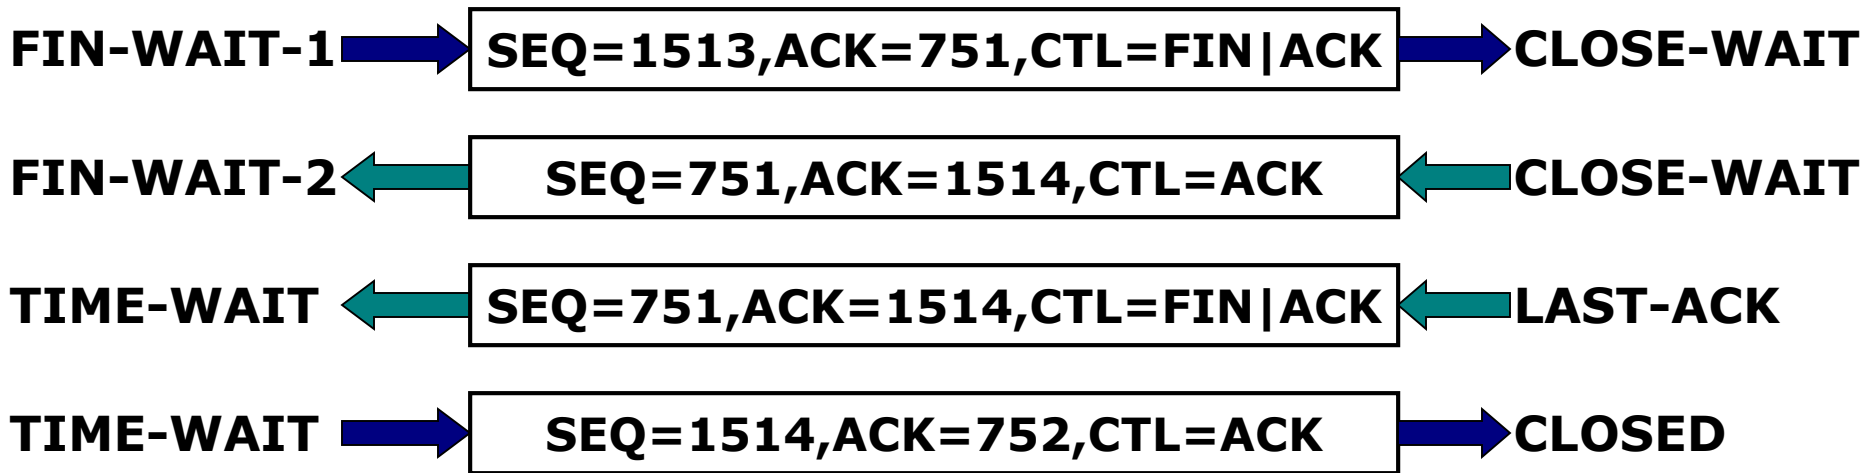 FIN-WAIT-1 SEQ=1513,ACK=751,CTL=FIN|ACK CLOSE-WAIT
FIN-WAIT-2 SEQ=751,ACK=1514,CTL=ACK CLOSE-WAIT
TIME-WAIT SEQ=751,ACK=1514,CTL=FIN|ACK LAST-ACK
TIME-WAIT SEQ=1514,ACK=752,CTL=ACK CLOSED